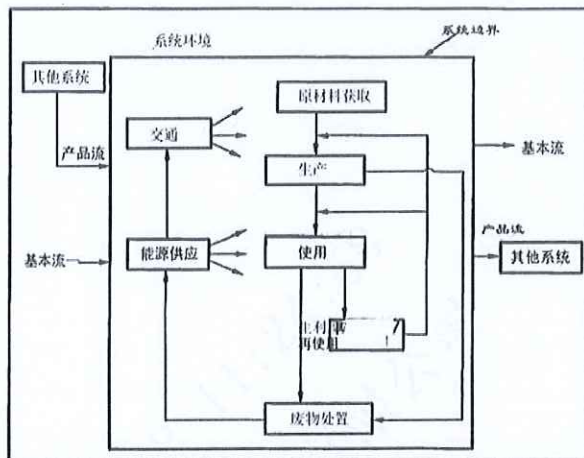 系统环境
系统边界
其他系统
原材料获取
交通
产品流
基本流
生产
产品流
能源供应
使用
其他系统
基本流
再使用
废物处置